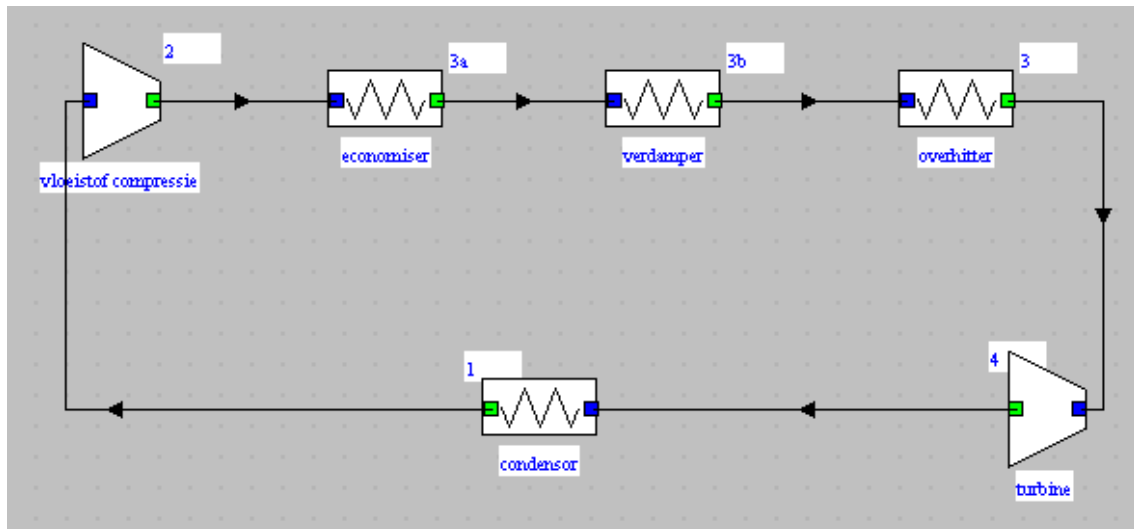 2
3a
3b
3
vloeistof compressie
economiser
verdamper
overhitter
1
4
condensor
turbine